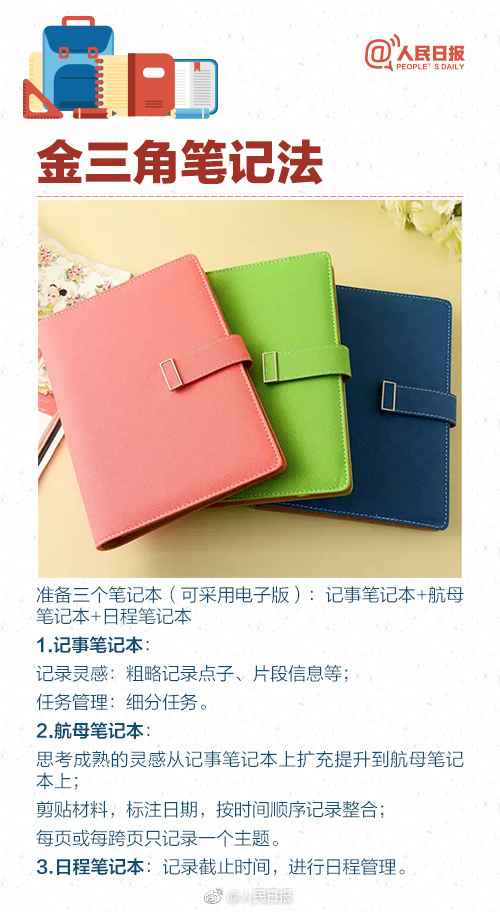 @人民日报
PEOPLE'S DAILY
金三角笔记法
准备三个笔记本（可采用电子版）：记事笔记本+航母
笔记本+日程笔记本
1.记事笔记本：
记录灵感：粗略记录点子、片段信息等；
任务管理：细分任务。
2.航母笔记本：
思考成熟的灵感从记事笔记本上扩充提升到航母笔记
本上；
剪贴材料，标注日期，按时间顺序记录整合；
每页或每跨页只记录一个主题。
3.日程笔记本：记录截止时间，进行日程管理。
@人民日报